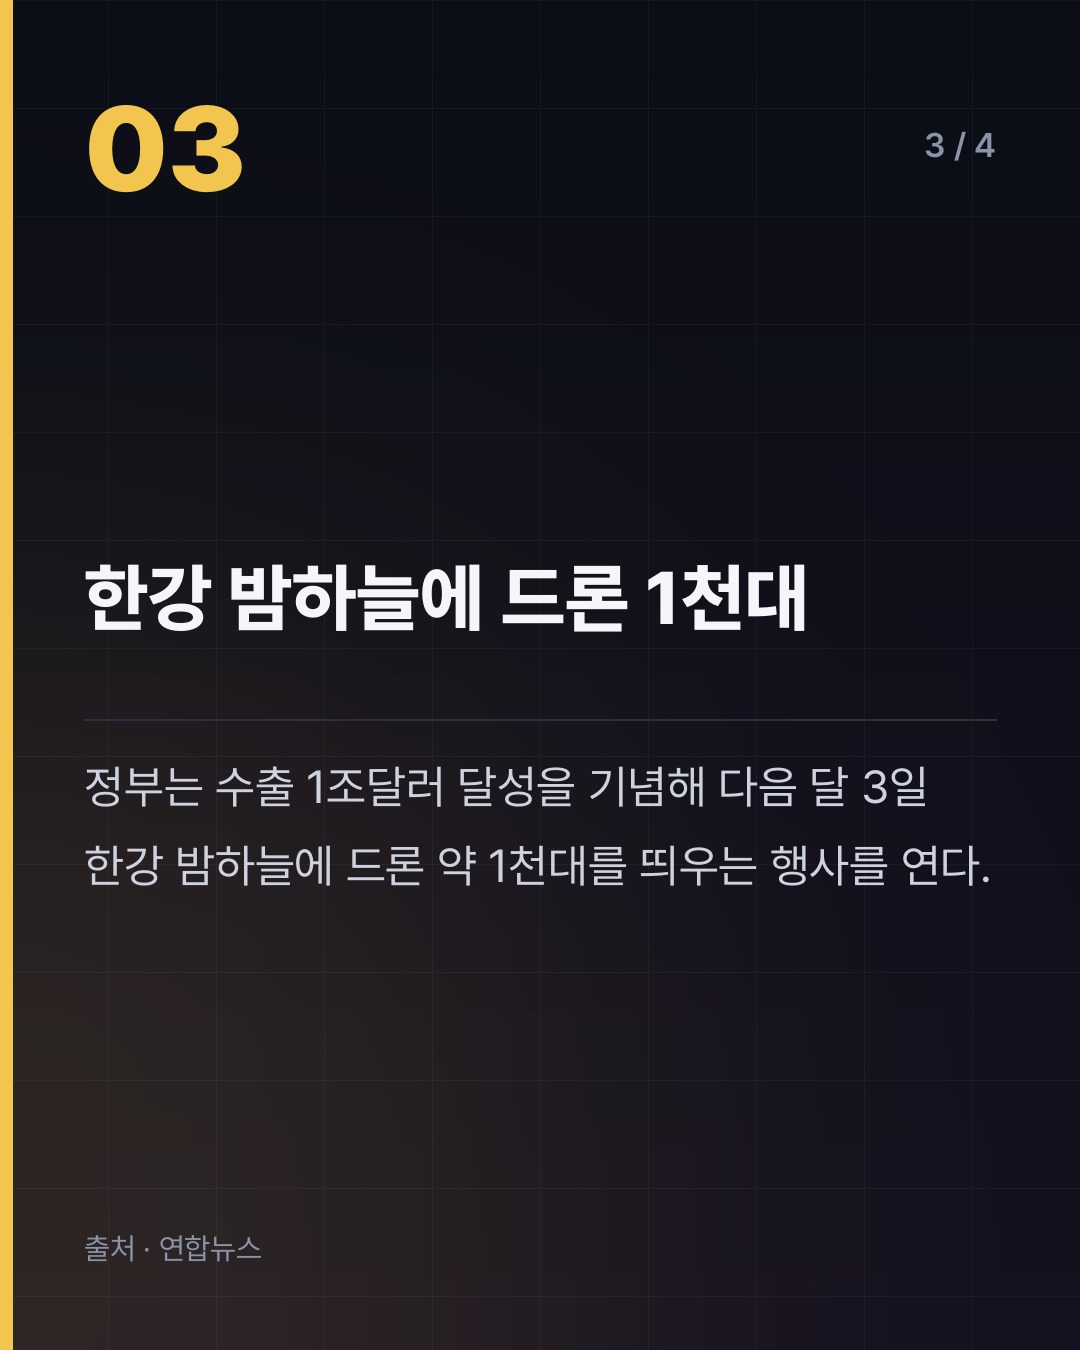 03
3 / 4
한강 밤하늘에 드론 1천대
정부는 수출 1조달러 달성을 기념해 다음 달 3일
한강 밤하늘에 드론 약 1천대를 띄우는 행사를 연다.
출처 · 연합뉴스